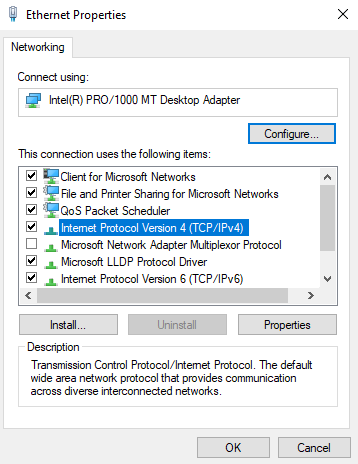 Ethernet Properties
Networking
Connect using:
Intel(R) PRO/1000 MT Desktop Adapter
Configure...
This connection uses the following items:
Client for Microsoft Networks
File and Printer Sharing for Microsoft Networks
QoS Packet Scheduler
Internet Protocol Version 4 (TCP/IPv4)
Microsoft Network Adapter Multiplexor Protocol
Microsoft LLDP Protocol Driver
Internet Protocol Version 6 (TCP/IPv6)
Install...
Uninstall
Properties
Description
Transmission Control Protocol/Internet Protocol. The default
wide area network protocol that provides communication
across diverse interconnected networks.
OK
Cancel